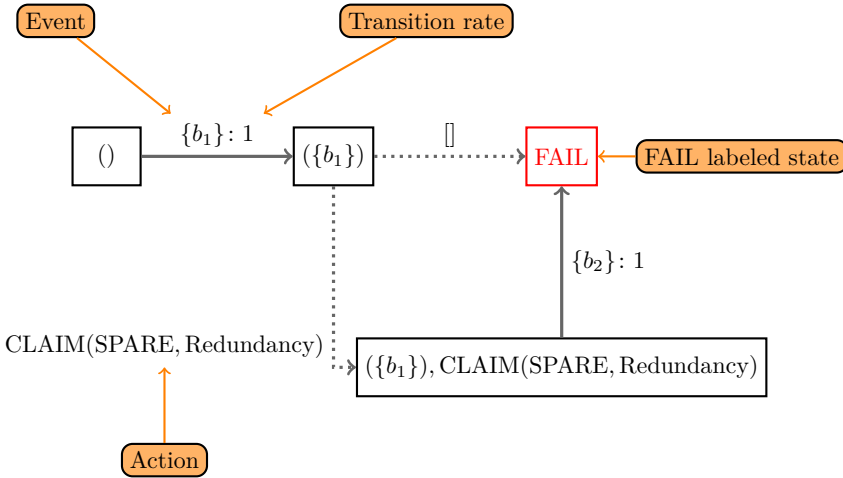 Event
Transition rate
{b₁}: 1
[]
()
({b₁})
FAIL
FAIL labeled state
{b₂}: 1
CLAIM(SPARE, Redundancy)
({b₁}), CLAIM(SPARE, Redundancy)
Action